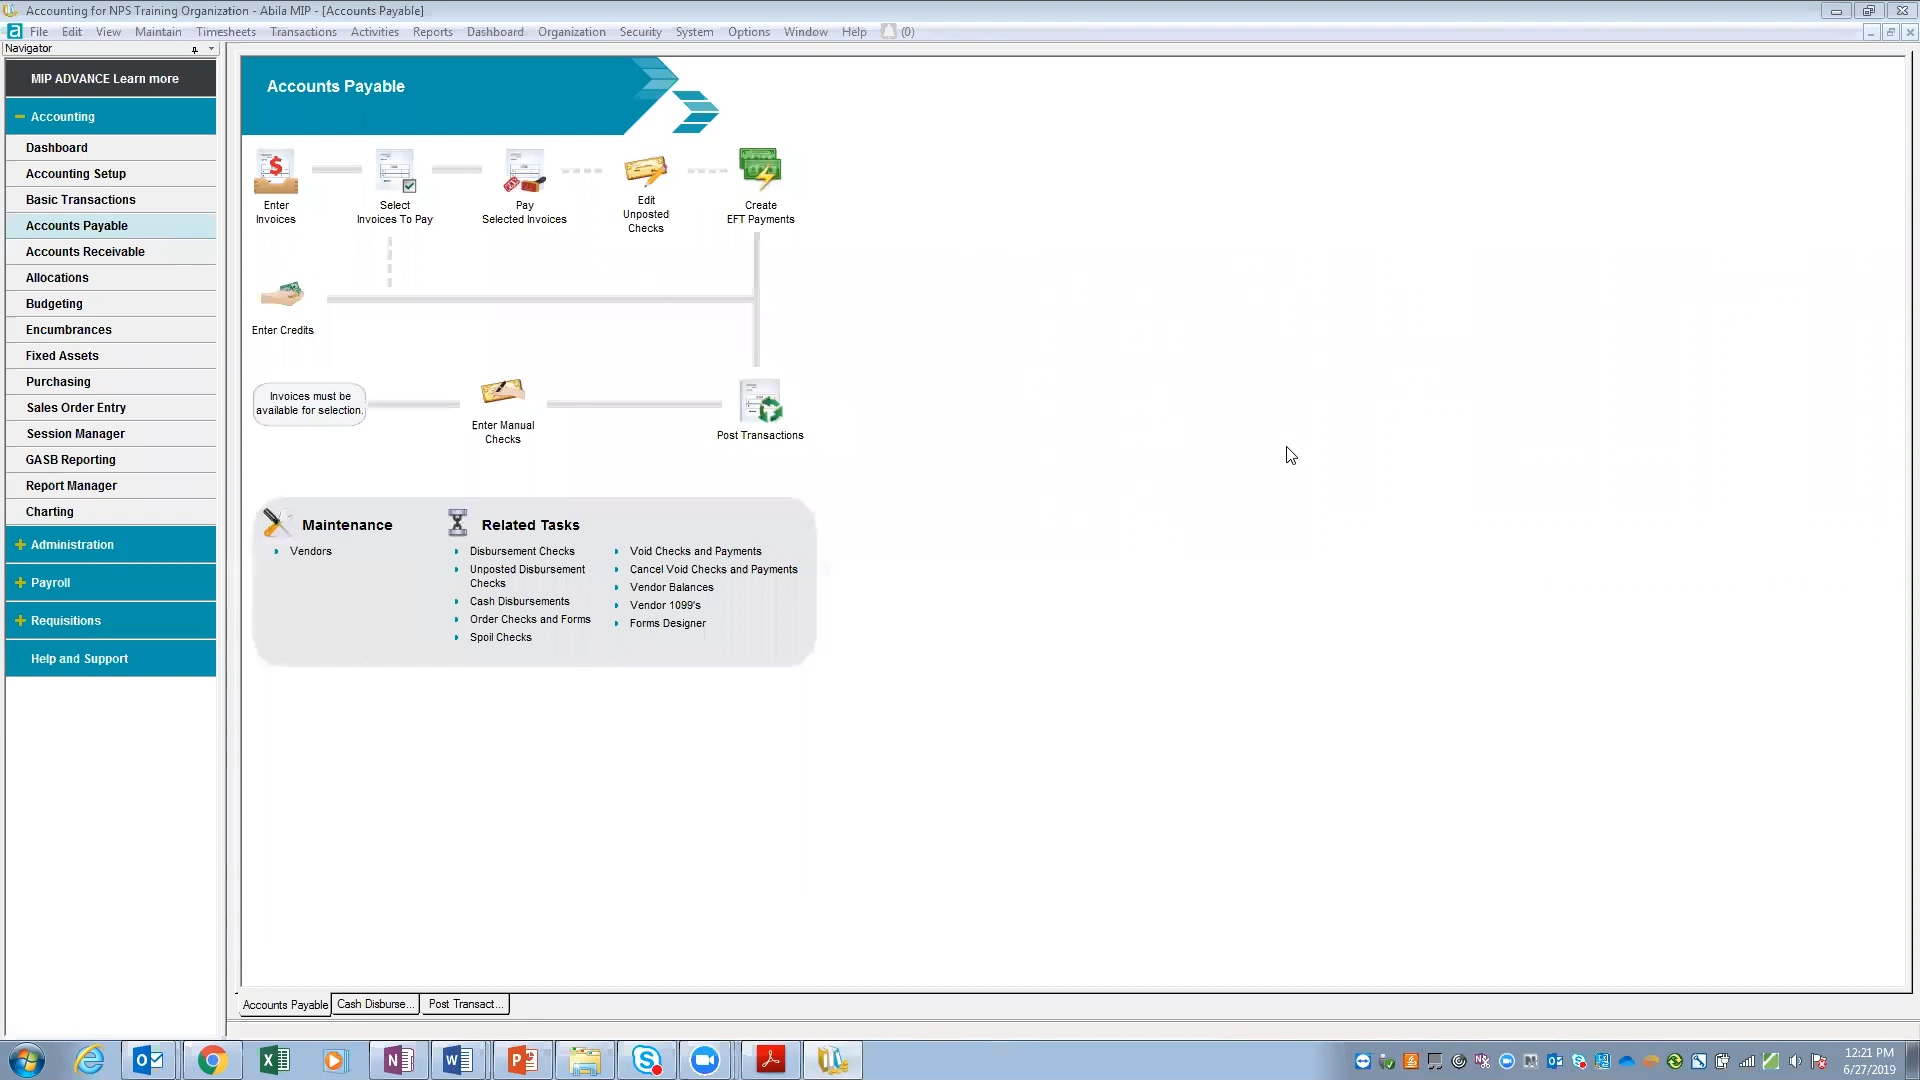 Accounting for NPS Training Organization - Abila MIP - [Accounts Payable]
File Edit View Maintain Timesheets Transactions Activities Reports Dashboard Organization Security System Options Window Help (0)
Navigator
MIP ADVANCE Learn more
Accounting
Dashboard
Accounting Setup
Basic Transactions
Accounts Payable
Accounts Receivable
Allocations
Budgeting
Encumbrances
Fixed Assets
Purchasing
Sales Order Entry
Session Manager
GASB Reporting
Report Manager
Charting
Administration
Payroll
Requisitions
Help and Support
Accounts Payable
Enter
Invoices
Select
Invoices To Pay
Pay
Selected Invoices
Edit
Unposted
Checks
Create
EFT Payments
Enter Credits
Invoices must be
available for selection.
Enter Manual
Checks
Post Transactions
Maintenance
Vendors
Related Tasks
Disbursement Checks
Unposted Disbursement
Checks
Cash Disbursements
Order Checks and Forms
Spoil Checks
Void Checks and Payments
Cancel Void Checks and Payments
Vendor Balances
Vendor 1099's
Forms Designer
Accounts Payable Cash Disburse... Post Transact...
12:21 PM
6/27/2019